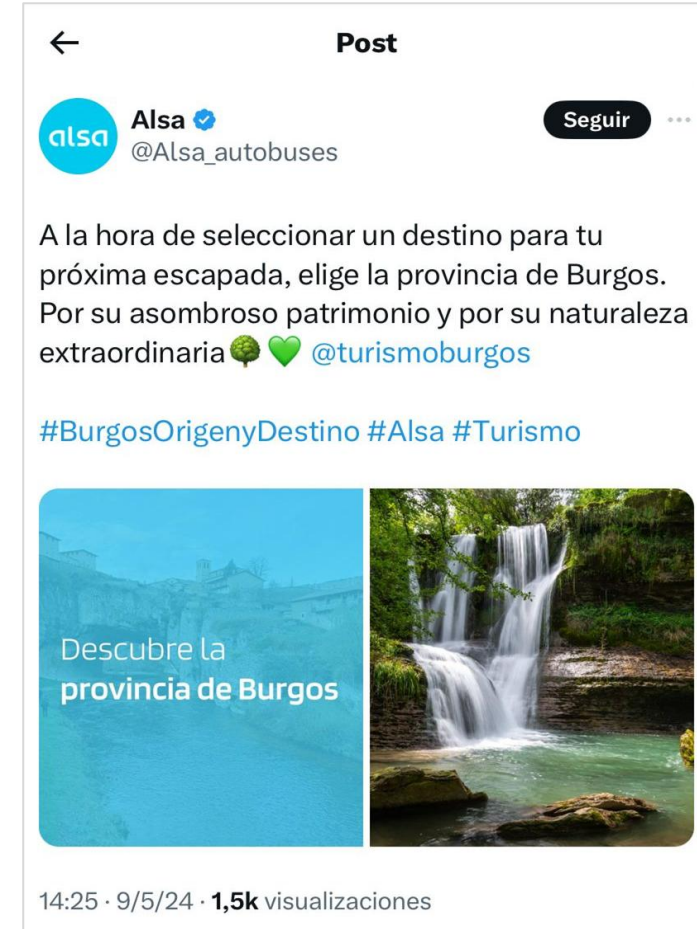 Post
alsa
Alsa
Seguir
@Alsa_autobuses
A la hora de seleccionar un destino para tu
próxima escapada, elige la provincia de Burgos.
Por su asombroso patrimonio y por su naturaleza
extraordinaria🌳💚 @turismoburgos
#BurgosOrigenyDestino #Alsa #Turismo
Descubre la
provincia de Burgos
14:25 · 9/5/24 · 1,5k visualizaciones